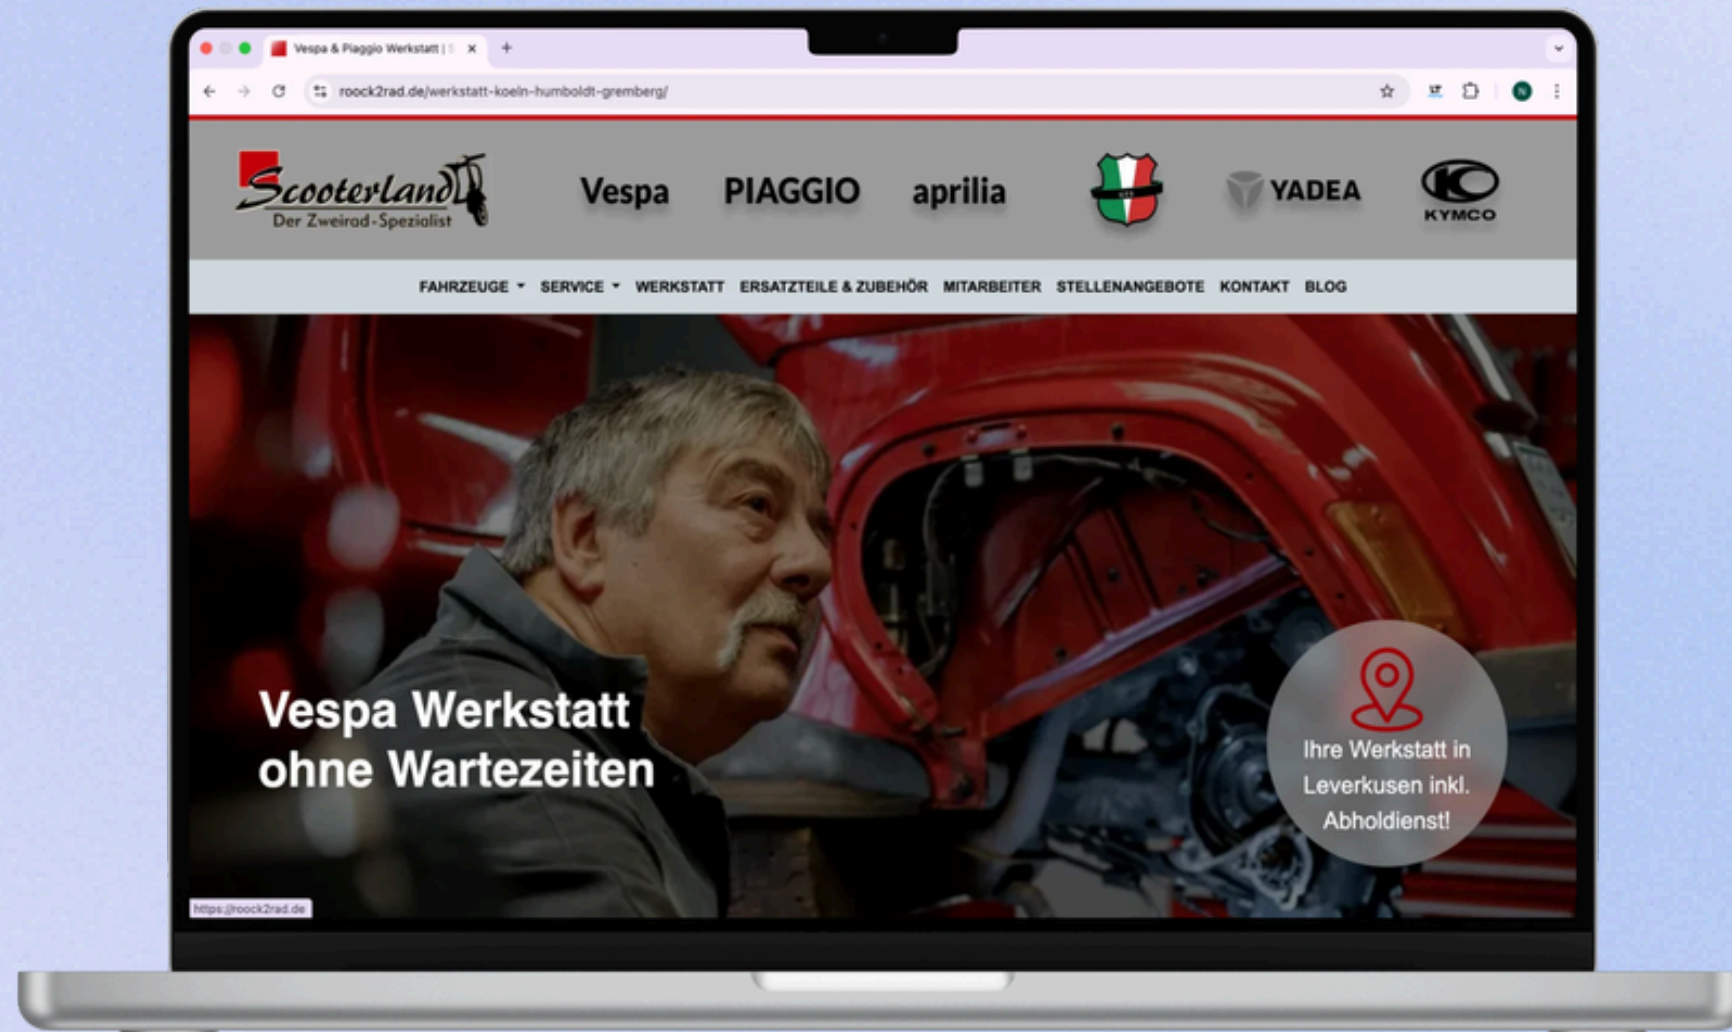 Vespa & Piaggio Werkstatt | S
roock2rad.de/werkstatt-koeln-humboldt-gremberg/
N
Scooterland
Der Zweirad-Spezialist
Vespa PIAGGIO aprilia YADEA KYMCO
FAHRZEUGE SERVICE WERKSTATT ERSATZTEILE & ZUBEHÖR MITARBEITER STELLENANGEBOTE KONTAKT BLOG
Vespa Werkstatt
ohne Wartezeiten
Ihre Werkstatt in
Leverkusen inkl.
Abholdienst!
https://roock2rad.de